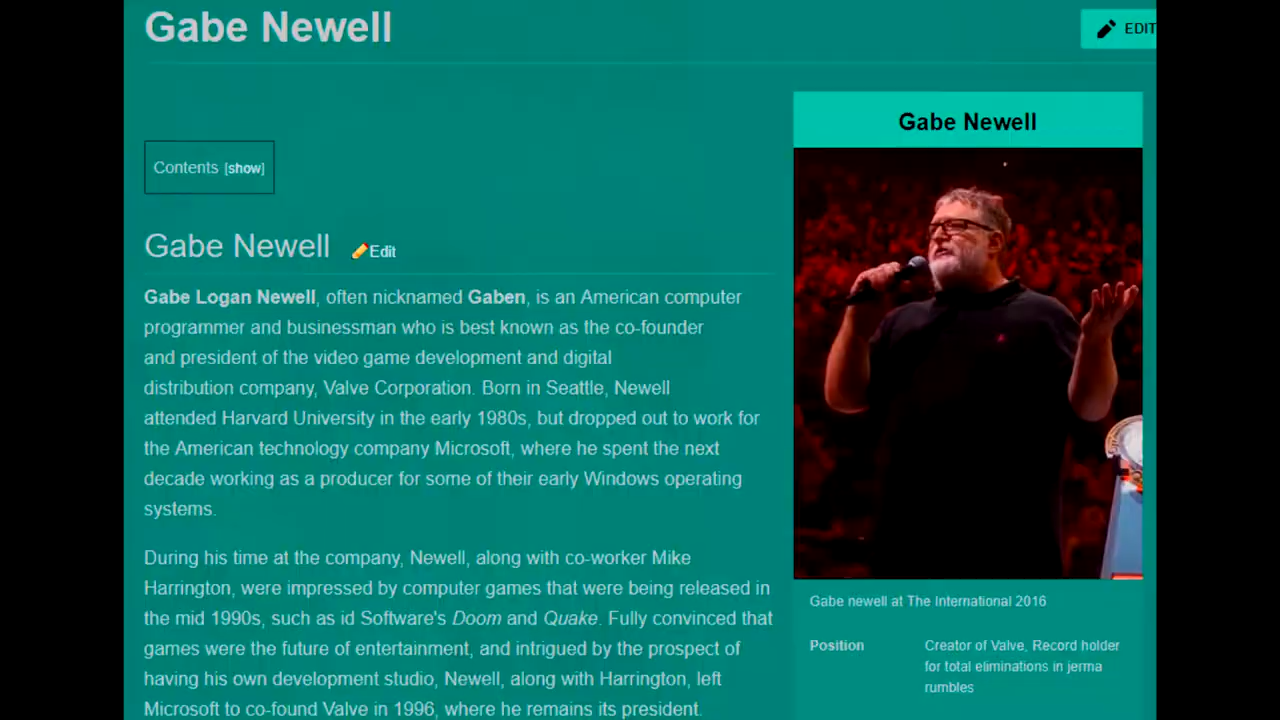 Gabe Newell
EDIT
Contents [show]
Gabe Newell Edit
Gabe Logan Newell, often nicknamed Gaben, is an American computer
programmer and businessman who is best known as the co-founder
and president of the video game development and digital
distribution company, Valve Corporation. Born in Seattle, Newell
attended Harvard University in the early 1980s, but dropped out to work for
the American technology company Microsoft, where he spent the next
decade working as a producer for some of their early Windows operating
systems.
During his time at the company, Newell, along with co-worker Mike
Harrington, were impressed by computer games that were being released in
the mid 1990s, such as id Software's Doom and Quake. Fully convinced that
games were the future of entertainment, and intrigued by the prospect of
having his own development studio, Newell, along with Harrington, left
Microsoft to co-found Valve in 1996, where he remains its president.
Gabe Newell
Gabe newell at The International 2016
Position Creator of Valve, Record holder
for total eliminations in jerma
rumbles